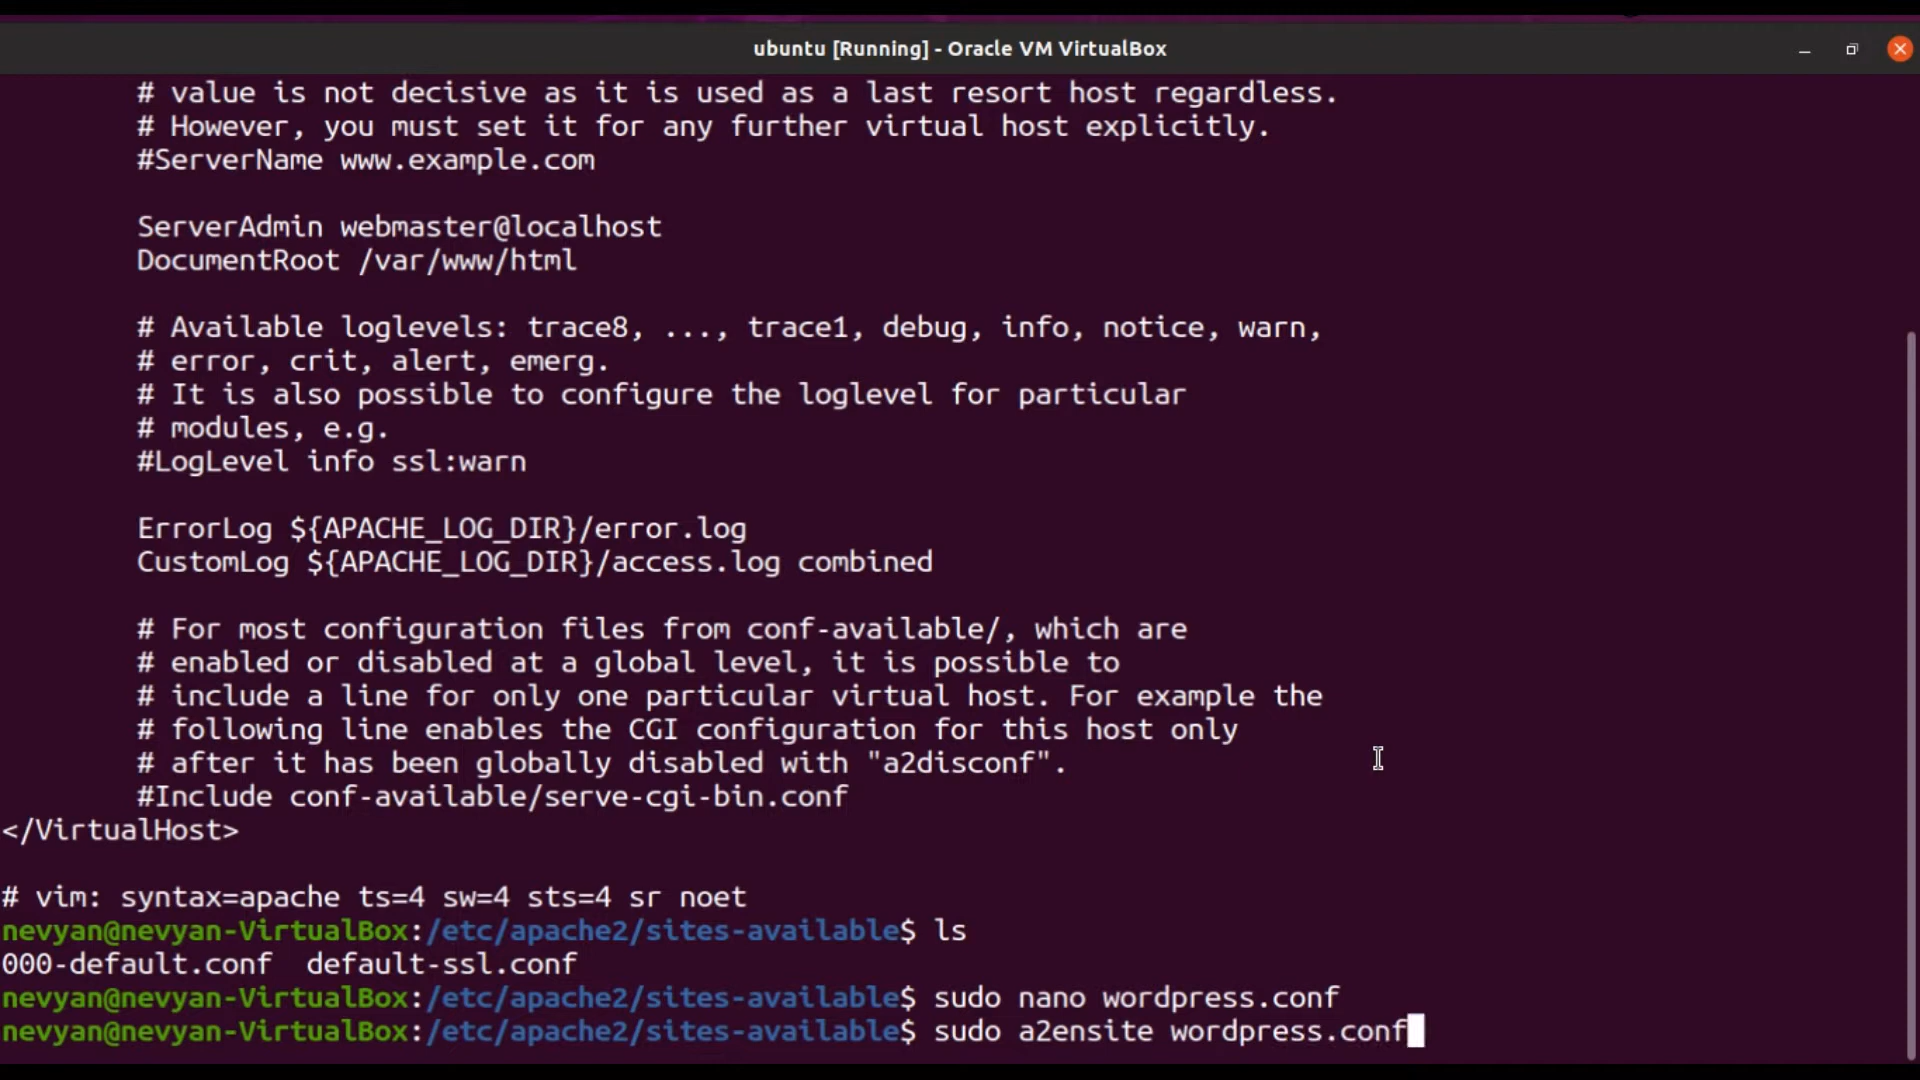 ubuntu [Running] - Oracle VM VirtualBox
# value is not decisive as it is used as a last resort host regardless.
# However, you must set it for any further virtual host explicitly.
#ServerName www.example.com
ServerAdmin webmaster@localhost
DocumentRoot /var/www/html
# Available loglevels: trace8, ..., trace1, debug, info, notice, warn,
# error, crit, alert, emerg.
# It is also possible to configure the loglevel for particular
# modules, e.g.
#LogLevel info ssl:warn
ErrorLog ${APACHE_LOG_DIR}/error.log
CustomLog ${APACHE_LOG_DIR}/access.log combined
# For most configuration files from conf-available/, which are
# enabled or disabled at a global level, it is possible to
# include a line for only one particular virtual host. For example the
# following line enables the CGI configuration for this host only
# after it has been globally disabled with "a2disconf".
#Include conf-available/serve-cgi-bin.conf
</VirtualHost>
# vim: syntax=apache ts=4 sw=4 sts=4 sr noet
nevyan@nevyan-VirtualBox:/etc/apache2/sites-available$ ls
000-default.conf  default-ssl.conf
nevyan@nevyan-VirtualBox:/etc/apache2/sites-available$ sudo nano wordpress.conf
nevyan@nevyan-VirtualBox:/etc/apache2/sites-available$ sudo a2ensite wordpress.conf